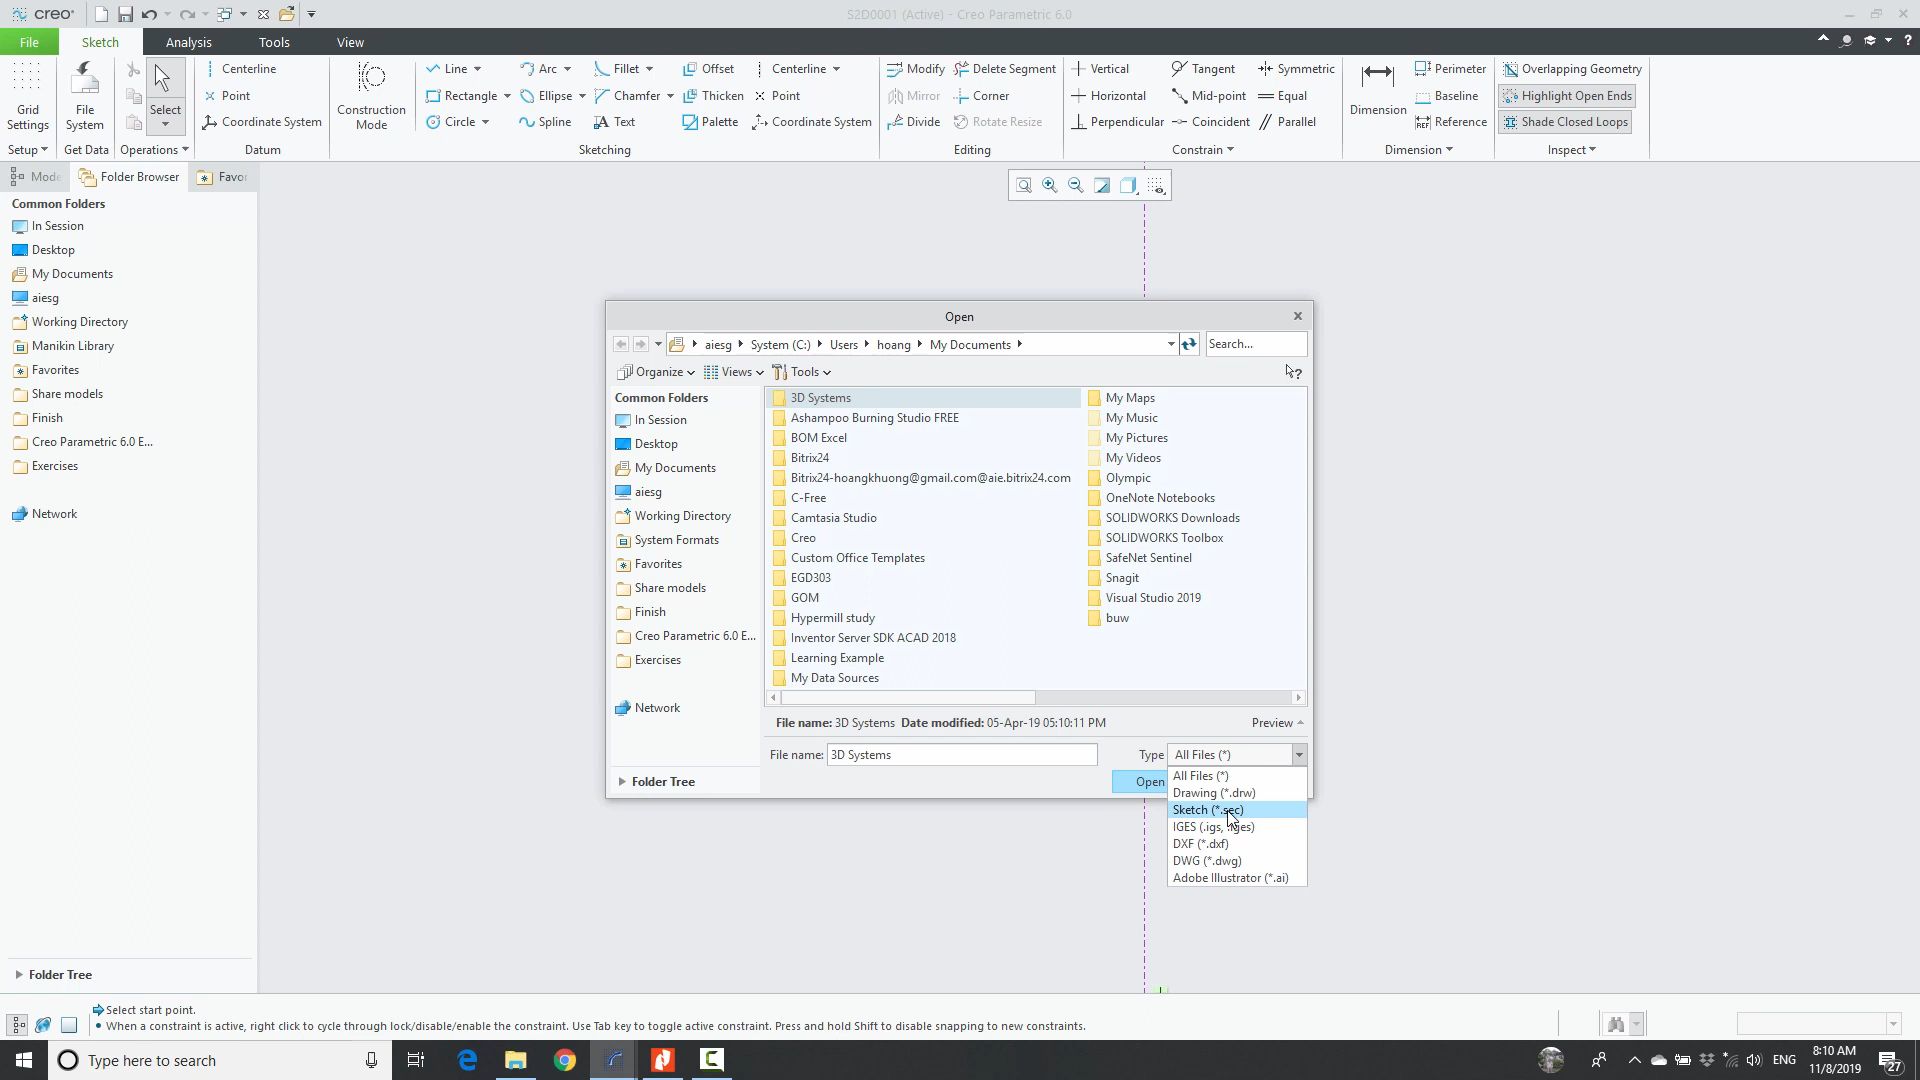 creo
S2D0001 (Active) - Creo Parametric 6.0
File Sketch Analysis Tools View
Grid Settings
Setup
File System
Get Data
Select
Operations
Centerline
Point
Coordinate System
Datum
Construction Mode
Line Arc Fillet Offset Centerline
Rectangle Ellipse Chamfer Thicken Point
Circle Spline Text Palette Coordinate System
Sketching
Modify Delete Segment
Mirror Corner
Divide Rotate Resize
Editing
Vertical Tangent Symmetric
Horizontal Mid-point Equal
Perpendicular Coincident Parallel
Constrain
Dimension
Perimeter
Baseline
Reference
Dimension
Overlapping Geometry
Highlight Open Ends
Shade Closed Loops
Inspect
Mode Folder Browser Favor
Common Folders
In Session
Desktop
My Documents
aiesg
Working Directory
Manikin Library
Favorites
Share models
Finish
Creo Parametric 6.0 E...
Exercises
Network
Folder Tree
Open
aiesg System (C:) Users hoang My Documents
Search...
Organize Views Tools
Common Folders
In Session
Desktop
My Documents
aiesg
Working Directory
System Formats
Favorites
Share models
Finish
Creo Parametric 6.0 E...
Exercises
Network
Folder Tree
3D Systems
Ashampoo Burning Studio FREE
BOM Excel
Bitrix24
Bitrix24-hoangkhuong@gmail.com@aie.bitrix24.com
C-Free
Camtasia Studio
Creo
Custom Office Templates
EGD303
GOM
Hypermill study
Inventor Server SDK ACAD 2018
Learning Example
My Data Sources
My Maps
My Music
My Pictures
My Videos
Olympic
OneNote Notebooks
SOLIDWORKS Downloads
SOLIDWORKS Toolbox
SafeNet Sentinel
Snagit
Visual Studio 2019
buw
File name: 3D Systems Date modified: 05-Apr-19 05:10:11 PM
Preview
File name: 3D Systems
Type All Files (*)
Open
All Files (*)
Drawing (*.drw)
Sketch (*.sec)
IGES (.igs, .iges)
DXF (*.dxf)
DWG (*.dwg)
Adobe Illustrator (*.ai)
Select start point.
• When a constraint is active, right click to cycle through lock/disable/enable the constraint. Use Tab key to toggle active constraint. Press and hold Shift to disable snapping to new constraints.
Type here to search
ENG
8:10 AM
11/8/2019
27